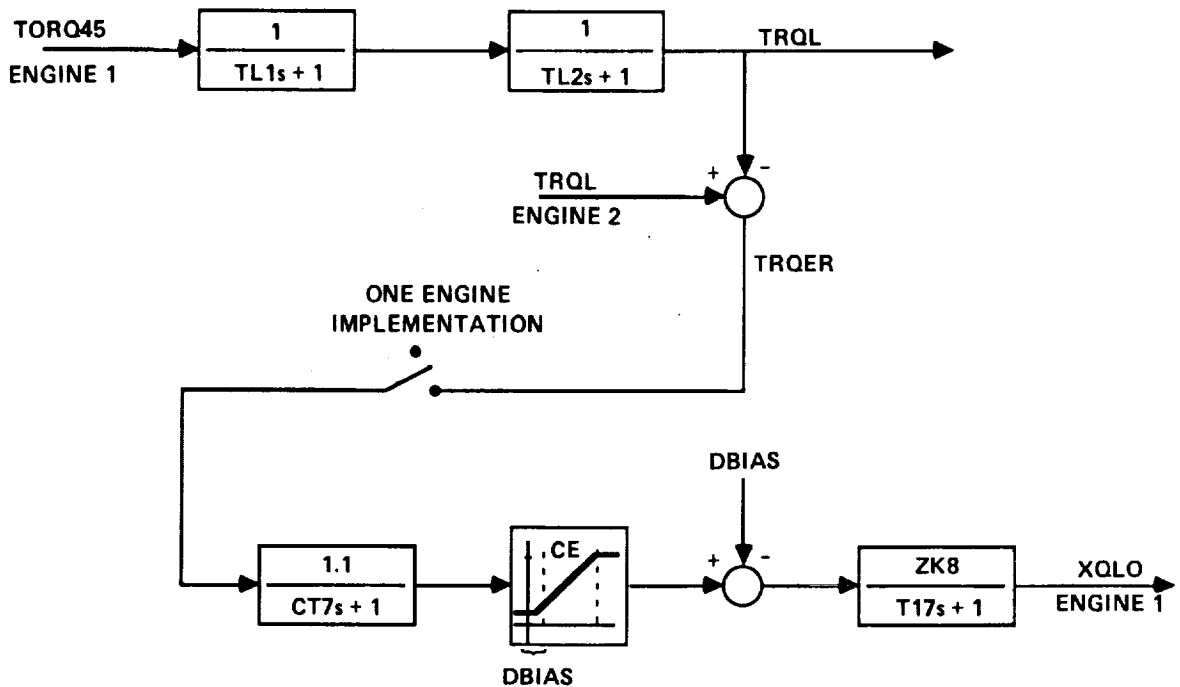 TORQ45
ENGINE 1
1
TL1s + 1
1
TL2s + 1
TRQL
+
-
TRQL
ENGINE 2
TRQER
ONE ENGINE
IMPLEMENTATION
DBIAS
1.1
CT7s + 1
CE
DBIAS
+
-
ZK8
T17s + 1
XQLO
ENGINE 1